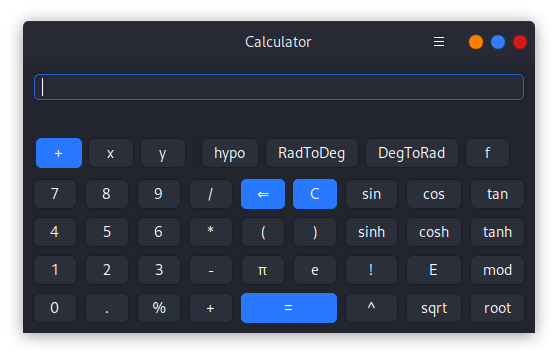 Calculator
+ x y hypo RadToDeg DegToRad f
7 8 9 / ⇐ C sin cos tan
4 5 6 * ( ) sinh cosh tanh
1 2 3 - π e ! E mod
0 . % + = ^ sqrt root